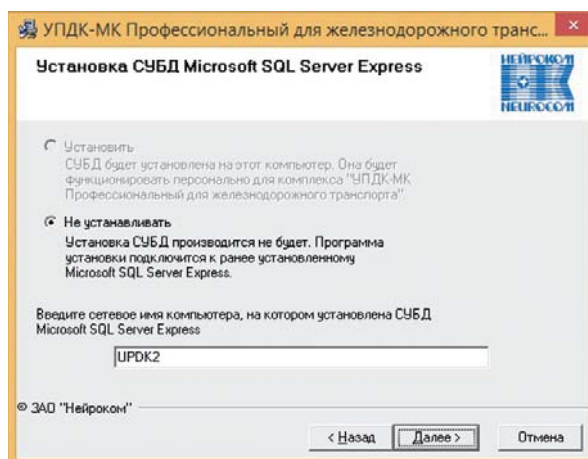 УПДК-МК Профессиональный для железнодорожного транс...
Установка СУБД Microsoft SQL Server Express
НЕЙРОКОМ
NEUROCOM
Установить
СУБД будет установлена на этот компьютер. Она будет
функционировать персонально для комплекса "УПДК-МК
Профессиональный для железнодорожного транспорта".
Не устанавливать
Установка СУБД производится не будет. Программа
установки подключится к ранее установленному
Microsoft SQL Server Express.
Введите сетевое имя компьютера, на котором установлена СУБД
Microsoft SQL Server Express
UPDK2
© ЗАО "Нейроком"
< Назад Далее > Отмена